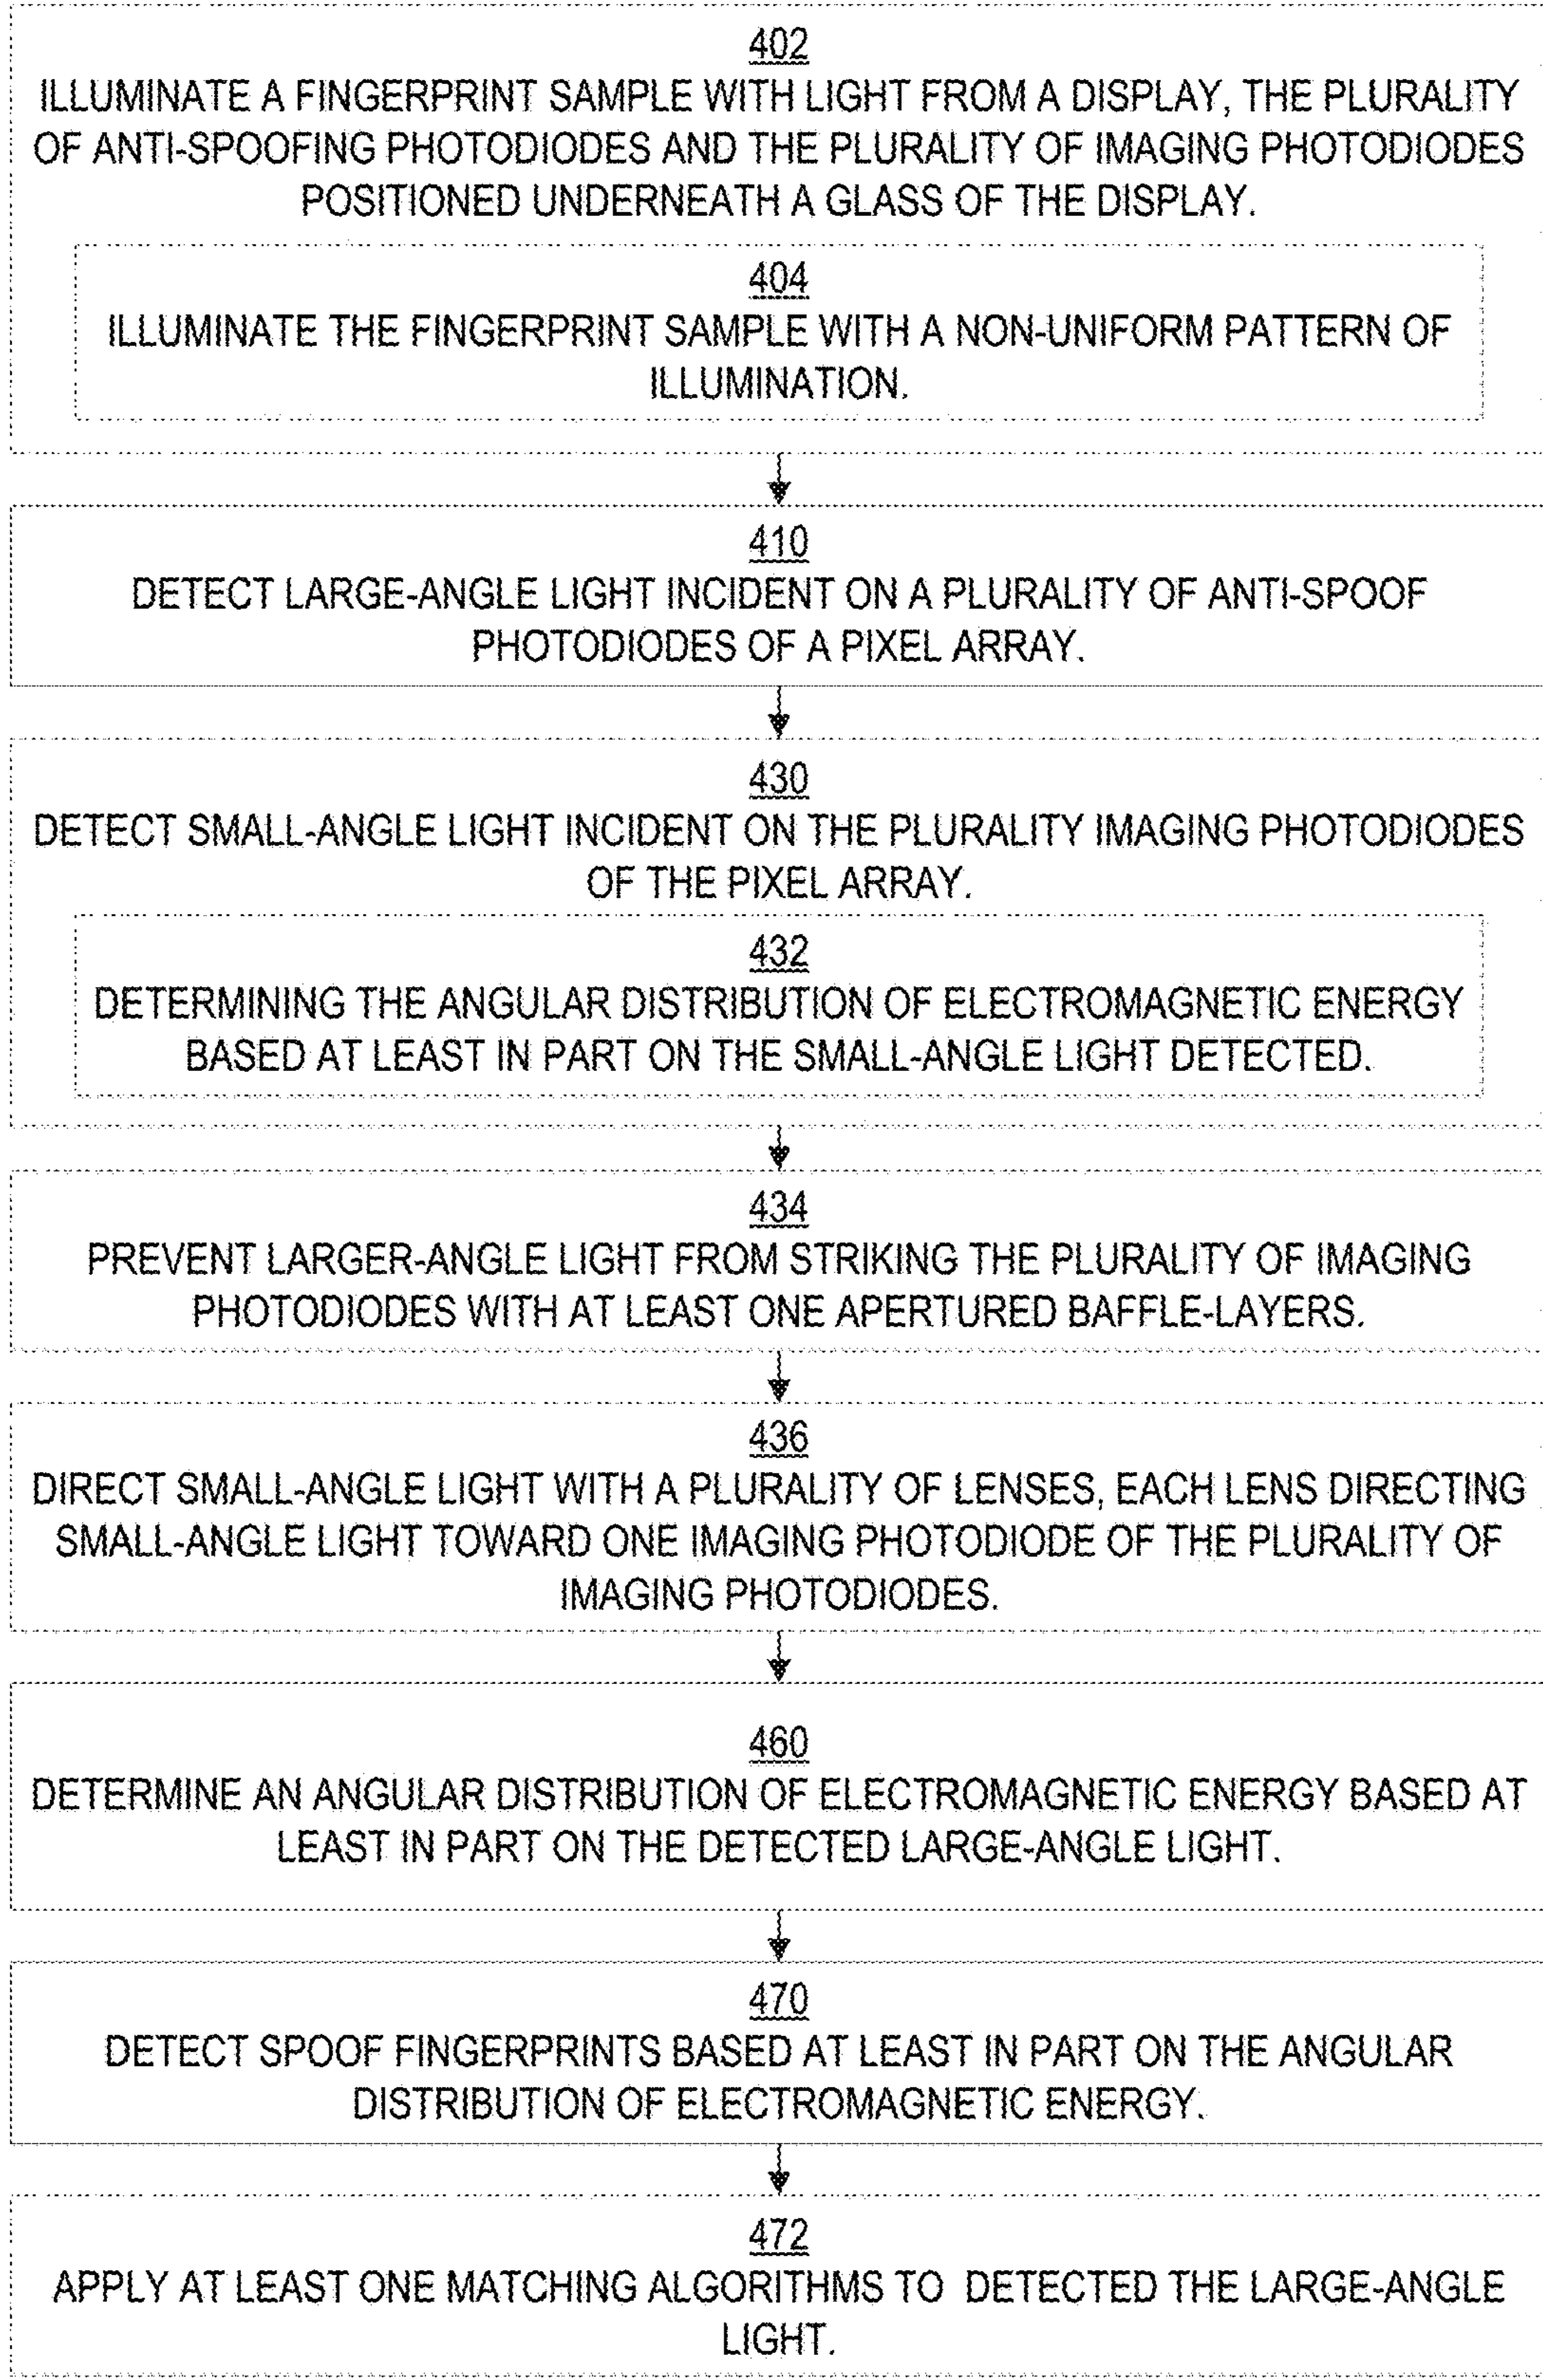 402
ILLUMINATE A FINGERPRINT SAMPLE WITH LIGHT FROM A DISPLAY, THE PLURALITY
OF ANTI-SPOOFING PHOTODIODES AND THE PLURALITY OF IMAGING PHOTODIODES
POSITIONED UNDERNEATH A GLASS OF THE DISPLAY.
404
ILLUMINATE THE FINGERPRINT SAMPLE WITH A NON-UNIFORM PATTERN OF
ILLUMINATION.
410
DETECT LARGE-ANGLE LIGHT INCIDENT ON A PLURALITY OF ANTI-SPOOF
PHOTODIODES OF A PIXEL ARRAY.
430
DETECT SMALL-ANGLE LIGHT INCIDENT ON THE PLURALITY IMAGING PHOTODIODES
OF THE PIXEL ARRAY.
432
DETERMINING THE ANGULAR DISTRIBUTION OF ELECTROMAGNETIC ENERGY
BASED AT LEAST IN PART ON THE SMALL-ANGLE LIGHT DETECTED.
434
PREVENT LARGER-ANGLE LIGHT FROM STRIKING THE PLURALITY OF IMAGING
PHOTODIODES WITH AT LEAST ONE APERTURED BAFFLE-LAYERS.
436
DIRECT SMALL-ANGLE LIGHT WITH A PLURALITY OF LENSES, EACH LENS DIRECTING
SMALL-ANGLE LIGHT TOWARD ONE IMAGING PHOTODIODE OF THE PLURALITY OF
IMAGING PHOTODIODES.
460
DETERMINE AN ANGULAR DISTRIBUTION OF ELECTROMAGNETIC ENERGY BASED AT
LEAST IN PART ON THE DETECTED LARGE-ANGLE LIGHT.
470
DETECT SPOOF FINGERPRINTS BASED AT LEAST IN PART ON THE ANGULAR
DISTRIBUTION OF ELECTROMAGNETIC ENERGY.
472
APPLY AT LEAST ONE MATCHING ALGORITHMS TO DETECTED THE LARGE-ANGLE
LIGHT.